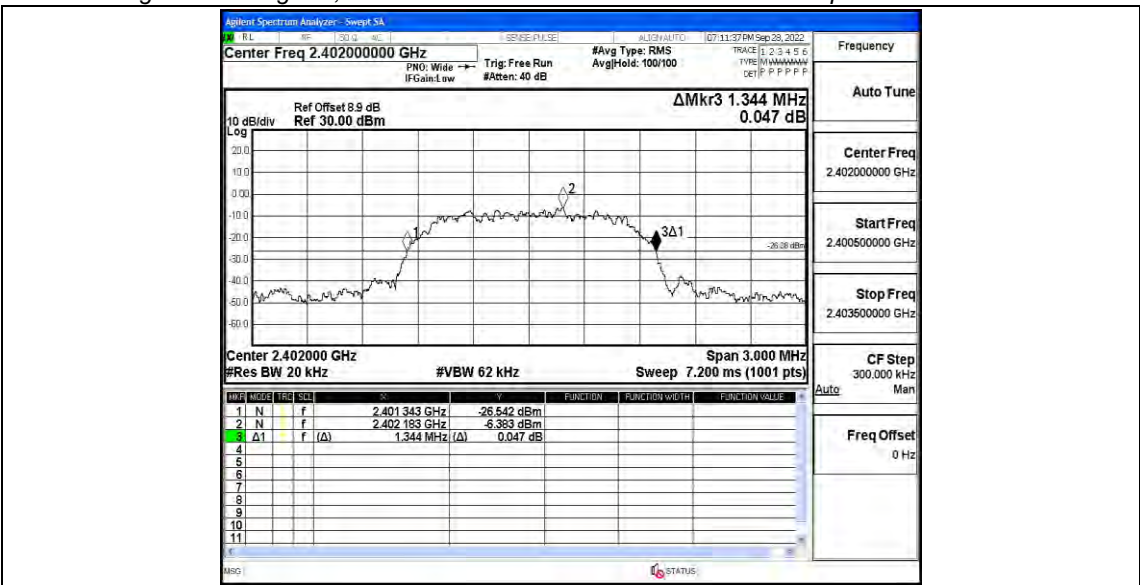 Agilent Spectrum Analyzer - Swept SA
RL RF 50 Ω AC SENSE:PULSE ALIGNAUTO 07:11:37 PM Sep 28, 2022
Center Freq 2.402000000 GHz
PNO: Wide
IFGain:Low
Trig: Free Run
#Atten: 40 dB
#Avg Type: RMS
Avg|Hold: 100/100
TRACE 1 2 3 4 5 6
TYPE MWWWWW
DET P P P P P P
Frequency
Auto Tune
Center Freq
2.402000000 GHz
Start Freq
2.400500000 GHz
Stop Freq
2.403500000 GHz
CF Step
300.000 kHz
Auto Man
Freq Offset
0 Hz
ΔMkr3 1.344 MHz
0.047 dB
Ref Offset 8.9 dB
10 dB/div Ref 30.00 dBm
Log
20.0
10.0
0.00
-10.0
-20.0
-30.0
-40.0
-50.0
-60.0
1
2
3Δ1
Center 2.402000 GHz Span 3.000 MHz
#Res BW 20 kHz #VBW 62 kHz Sweep 7.200 ms (1001 pts)
MKR MODE TRC SCL X Y FUNCTION FUNCTION WIDTH FUNCTION VALUE
1 N f 2.401 343 GHz -26.542 dBm
2 N f 2.402 183 GHz -6.383 dBm
3 Δ1 f (Δ) 1.344 MHz (Δ) 0.047 dB
4
5
6
7
8
9
10
11
MSG STATUS